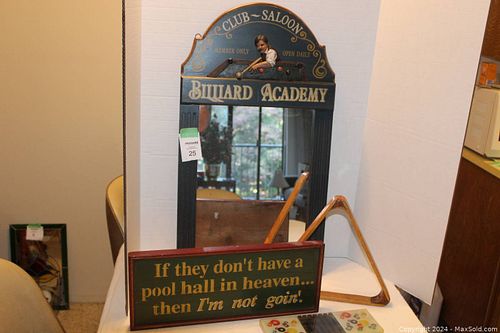 CLUB ~ SALOON
MEMBER ONLY OPEN DAILY
BILLIARD ACADEMY
25
If they don't have a
pool hall in heaven...
then I'm not goin'!
Copyright 2024 - MaxSold.com